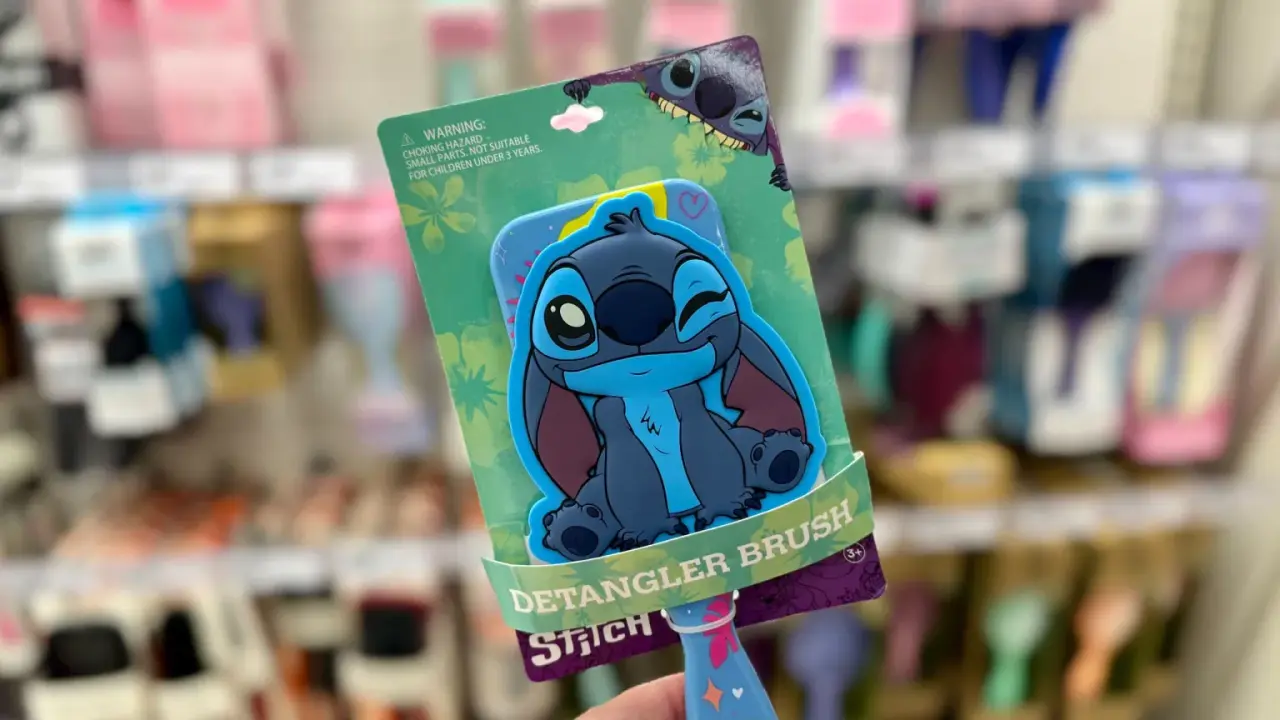 WARNING:
CHOKING HAZARD -
SMALL PARTS. NOT SUITABLE
FOR CHILDREN UNDER 3 YEARS.
DETANGLER BRUSH
3+
Stitch